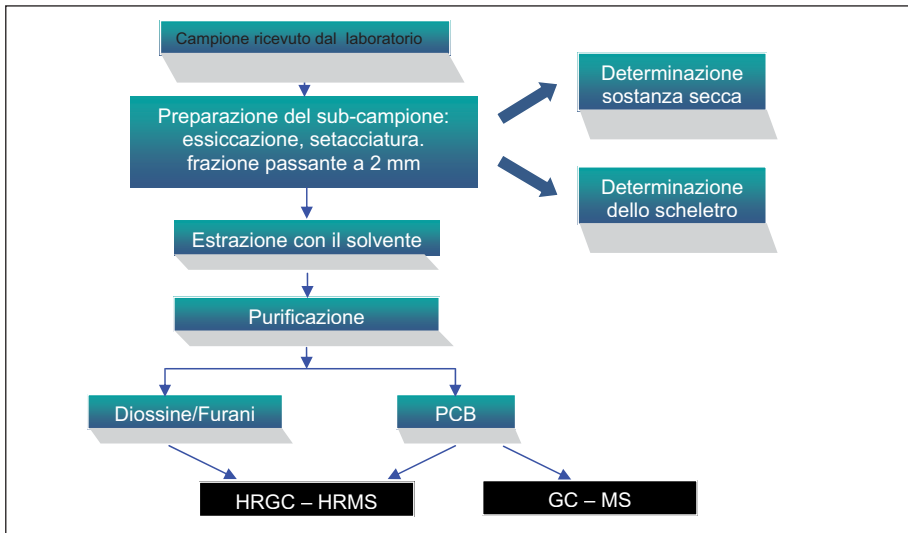 Campione ricevuto dal laboratorio
Preparazione del sub-campione:
essiccazione, setacciatura.
frazione passante a 2 mm
Determinazione
sostanza secca
Determinazione
dello scheletro
Estrazione con il solvente
Purificazione
Diossine/Furani
PCB
HRGC – HRMS
GC – MS